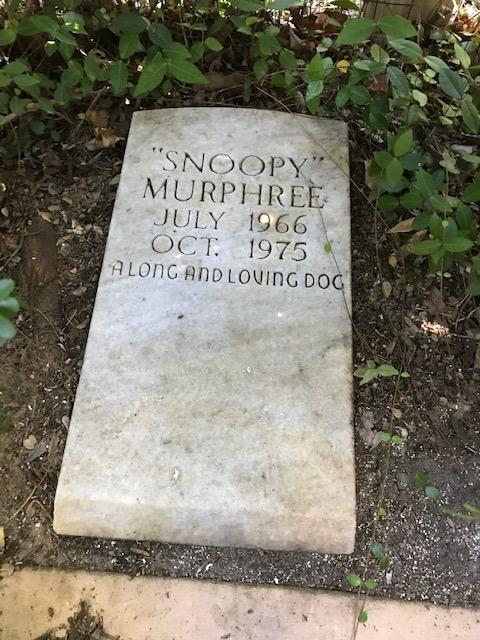 "SNOOPY"
MURPHREE
JULY 1966
OCT. 1975
A LONG AND LOVING DOG